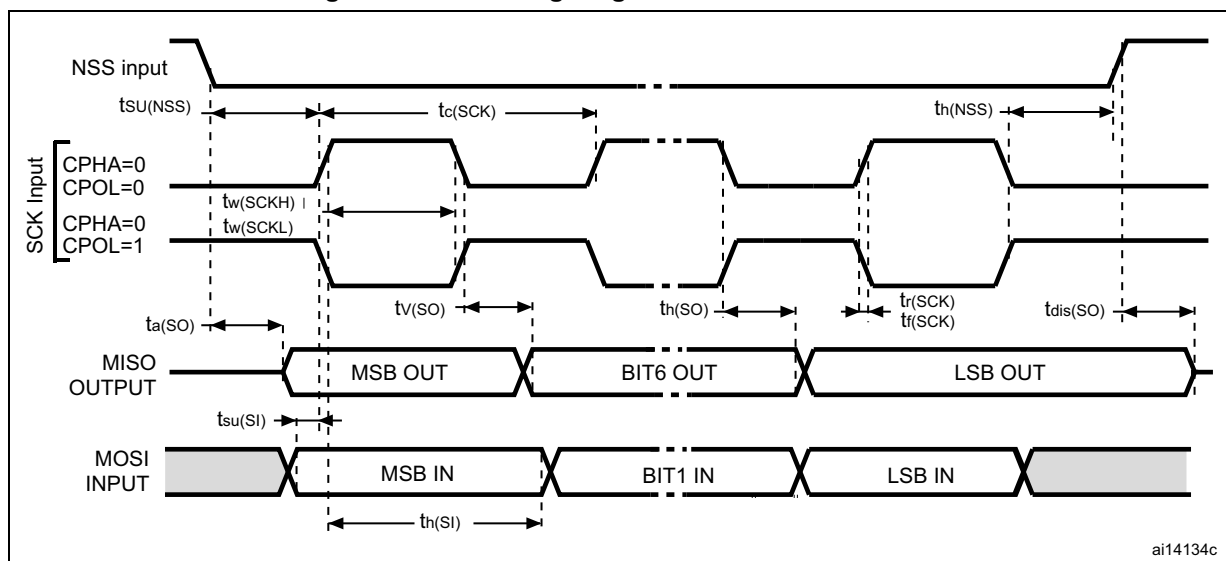 NSS input
tSU(NSS)
tc(SCK)
th(NSS)
SCK Input
CPHA=0
CPOL=0
tw(SCKH)
CPHA=0
tw(SCKL)
CPOL=1
tV(SO)
th(SO)
tr(SCK)
tf(SCK)
tdis(SO)
ta(SO)
MISO
OUTPUT
MSB OUT
BIT6 OUT
LSB OUT
tsu(SI)
MOSI
INPUT
MSB IN
BIT1 IN
LSB IN
th(SI)
ai14134c